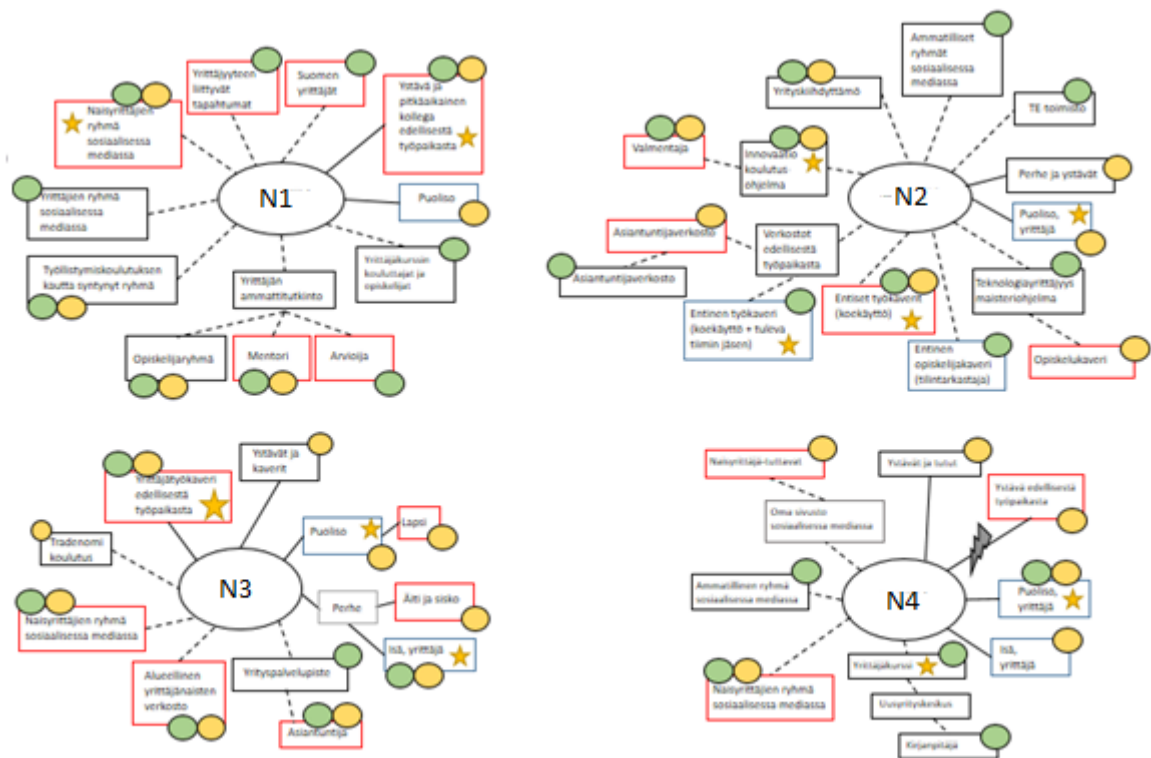 Yrittäjyyteen
liittyvät
tapahtumat
Suomen
yrittäjät
Ystävä ja
pitkäaikainen
kollega
edellisestä
työpaikasta
Naisyrittäjien
ryhmä
sosiaalisessa
mediassa
N1
Puoliso
Yrittäjien ryhmä
sosiaalisessa
mediassa
Työllistymiskoulutuksen
kautta syntynyt ryhmä
Yrittäjän
ammattitutkinto
Yrittäjäkurssin
kouluttajat ja
opiskelijat
Opiskelijaryhmä
Mentori
Arvioija
Ammatilliset
ryhmät
sosiaalisessa
mediassa
Yrityskiihdyttämö
TE-toimisto
Valmentaja
Innovaatio
koulutus-
ohjelma
N2
Perhe ja ystävät
Puoliso,
yrittäjä
Asiantuntijaverkosto
Verkostot
edellisestä
työpaikasta
Asiantuntijaverkosto
Teknologiayrittäjyys
maisteriohjelma
Entinen työkaveri
(koekäyttö + tuleva
tiimin jäsen)
Entiset työkaverit
(koekäyttö)
Entinen
opiskelijakaveri
(tilintarkastaja)
Opiskelukaveri
Ystävät ja
kaverit
Yrittäjätyökaveri
edellisestä
työpaikasta
Puoliso
Lapsi
Tradenomi
koulutus
N3
Perhe
Äiti ja sisko
Naisyrittäjien ryhmä
sosiaalisessa mediassa
Isä, yrittäjä
Alueellinen
yrittäjänaisten
verkosto
Yrityspalvelupiste
Asiantuntija
Naisyrittäjä-tuttavat
Ystävät ja tutut
Ystävä edellisestä
työpaikasta
Oma sivusto
sosiaalisessa mediassa
Ammatillinen ryhmä
sosiaalisessa mediassa
N4
Puoliso,
yrittäjä
Isä,
yrittäjä
Yrittäjäkurssi
Naisyrittäjien ryhmä
sosiaalisessa mediassa
Uusyrityskeskus
Kirjanpitäjä